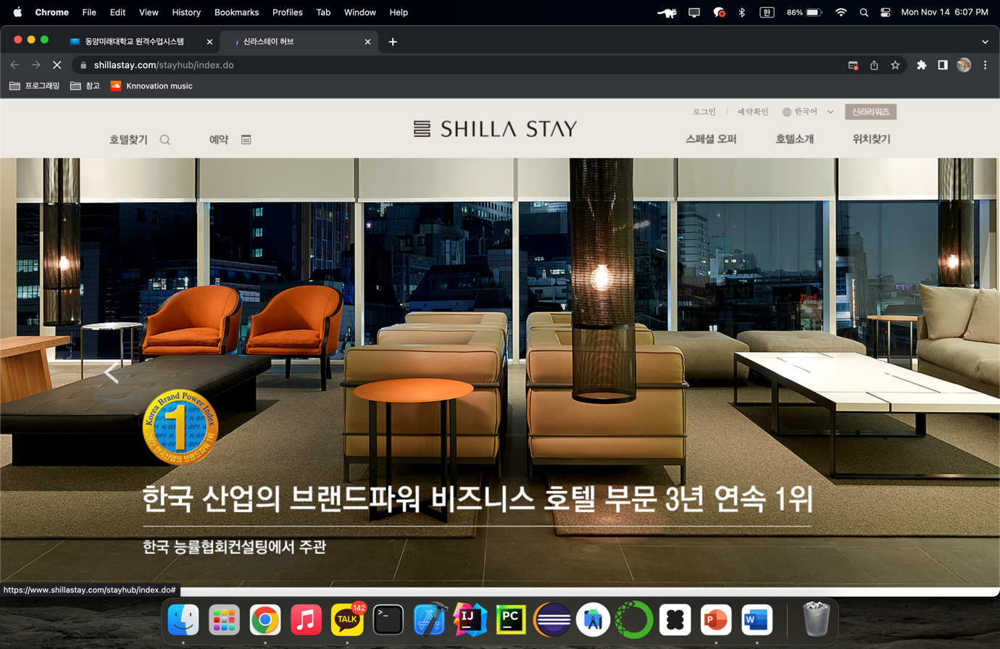 Chrome File Edit View History Bookmarks Profiles Tab Window Help 한 86% Mon Nov 14 6:07 PM
동양미래대학교 원격수업시스템 신라스테이 허브
shillastay.com/stayhub/index.do
프로그래밍 참고 Knnovation music
로그인 예약확인 한국어 신라리워즈
호텔찾기 예약 SHILLA STAY 스페셜 오퍼 호텔소개 위치찾기
Park
Korea Brand Power Index
K-BPI
1
2022 한국산업의 브랜드파워 1위
한국 산업의 브랜드파워 비즈니스 호텔 부문 3년 연속 1위
한국 능률협회컨설팅에서 주관
https://www.shillastay.com/stayhub/index.do#
TALK 142 >_ IJ PC P W